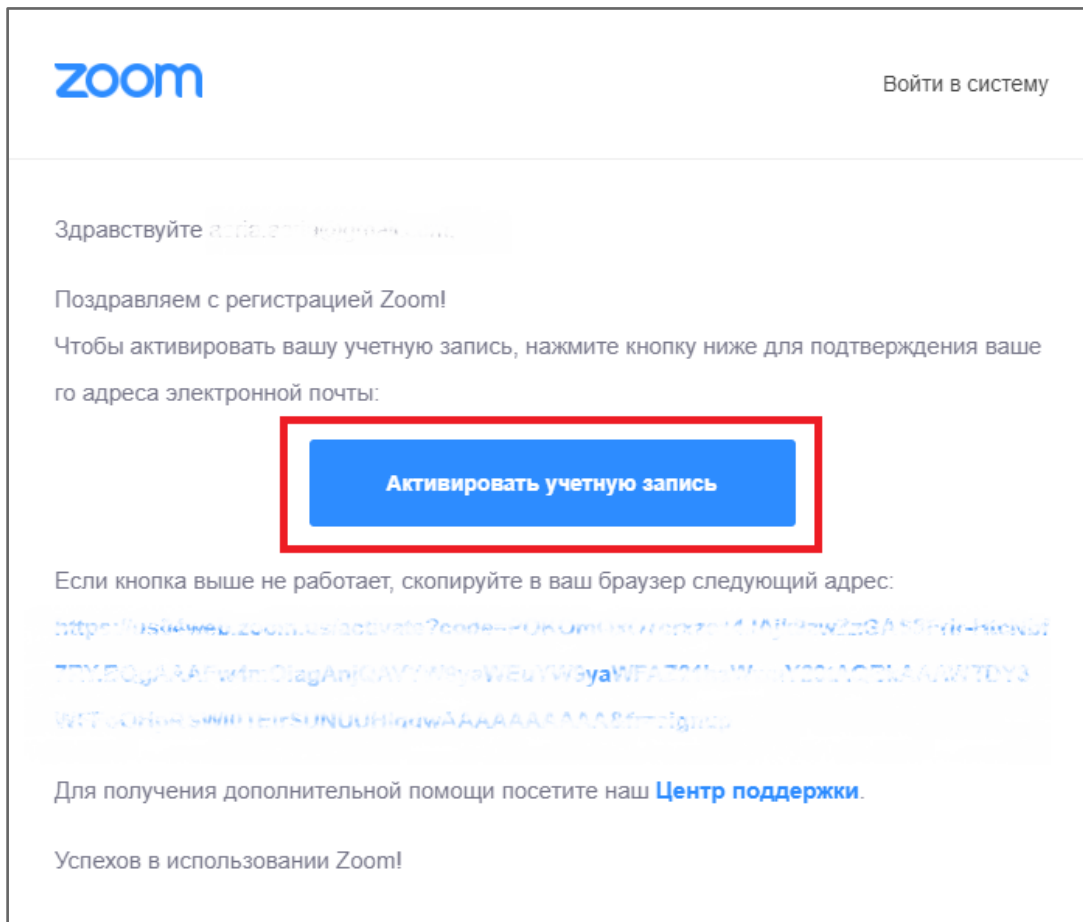 zoom
Войти в систему
Здравствуйте
Поздравляем с регистрацией Zoom!
Чтобы активировать вашу учетную запись, нажмите кнопку ниже для подтверждения ваше
го адреса электронной почты:
Активировать учетную запись
Если кнопка выше не работает, скопируйте в ваш браузер следующий адрес:
Для получения дополнительной помощи посетите наш Центр поддержки.
Успехов в использовании Zoom!